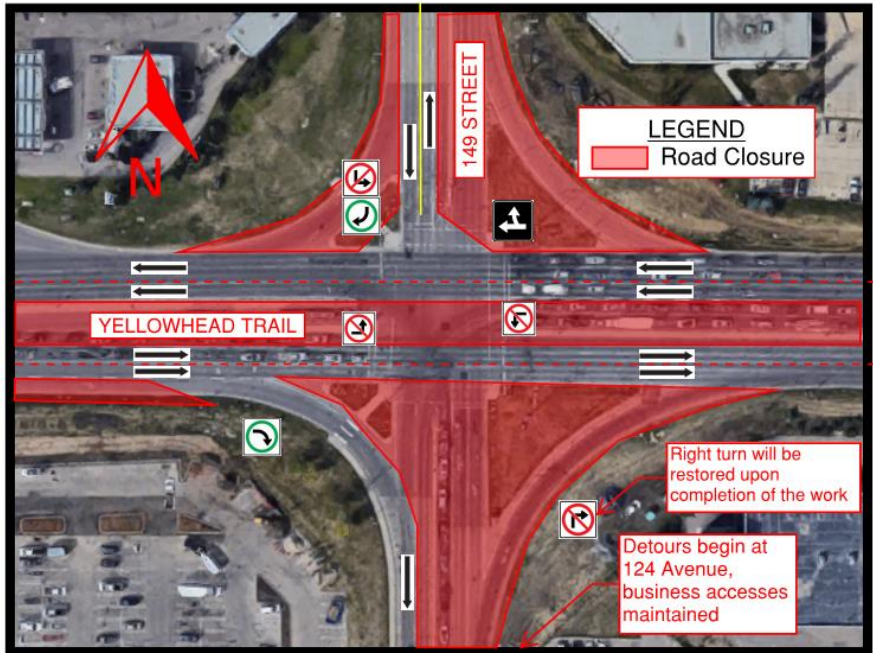 149 STREET
LEGEND
Road Closure
N
YELLOWHEAD TRAIL
Right turn will be
restored upon
completion of the work
Detours begin at
124 Avenue,
business accesses
maintained